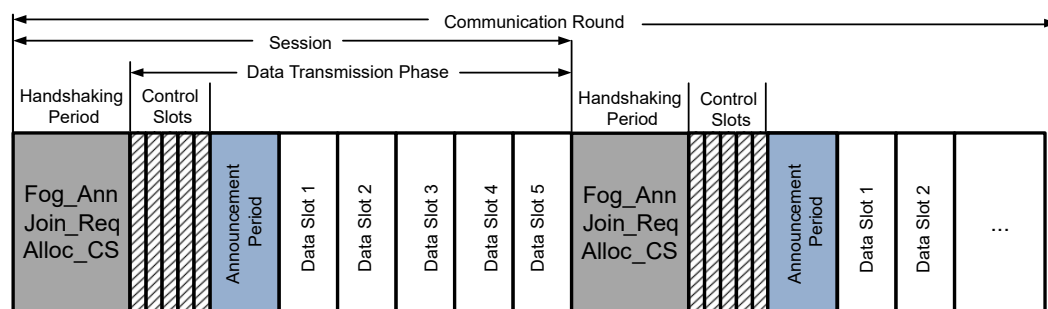 Communication Round
Session
Data Transmission Phase
Handshaking
Period
Control
Slots
Handshaking
Period
Control
Slots
Fog_Ann
Join_Req
Alloc_CS
Announcement
Period
Data Slot 1
Data Slot 2
Data Slot 3
Data Slot 4
Data Slot 5
Fog_Ann
Join_Req
Alloc_CS
Announcement
Period
Data Slot 1
Data Slot 2
...